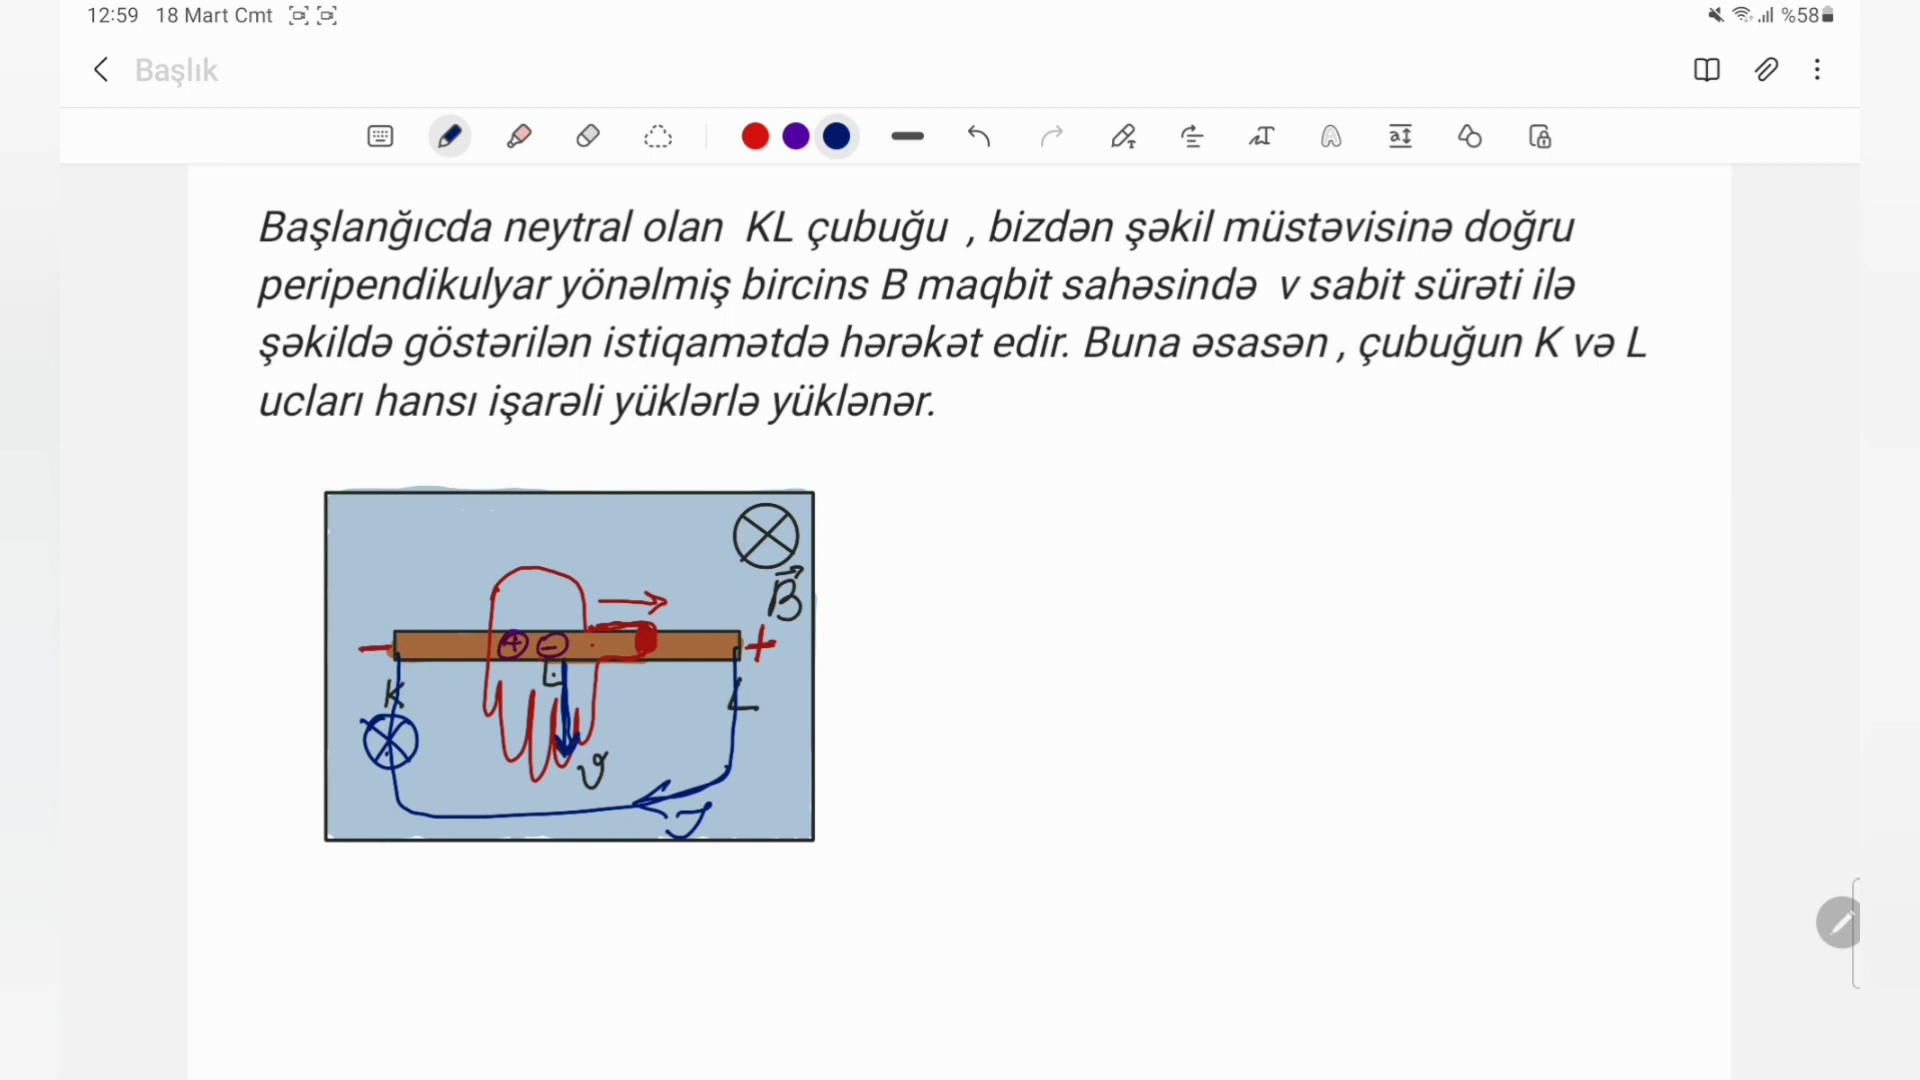 12:59 18 Mart Cmt %58
Başlık
Başlanğıcda neytral olan KL çubuğu , bizdən şəkil müstəvisinə doğru
peripendikulyar yönəlmiş bircins B maqbit sahəsində v sabit sürəti ilə
şəkildə göstərilən istiqamətdə hərəkət edir. Buna əsasən , çubuğun K və L
ucları hansı işarəli yüklərlə yüklənər.
B
− + − +
K L
v
J